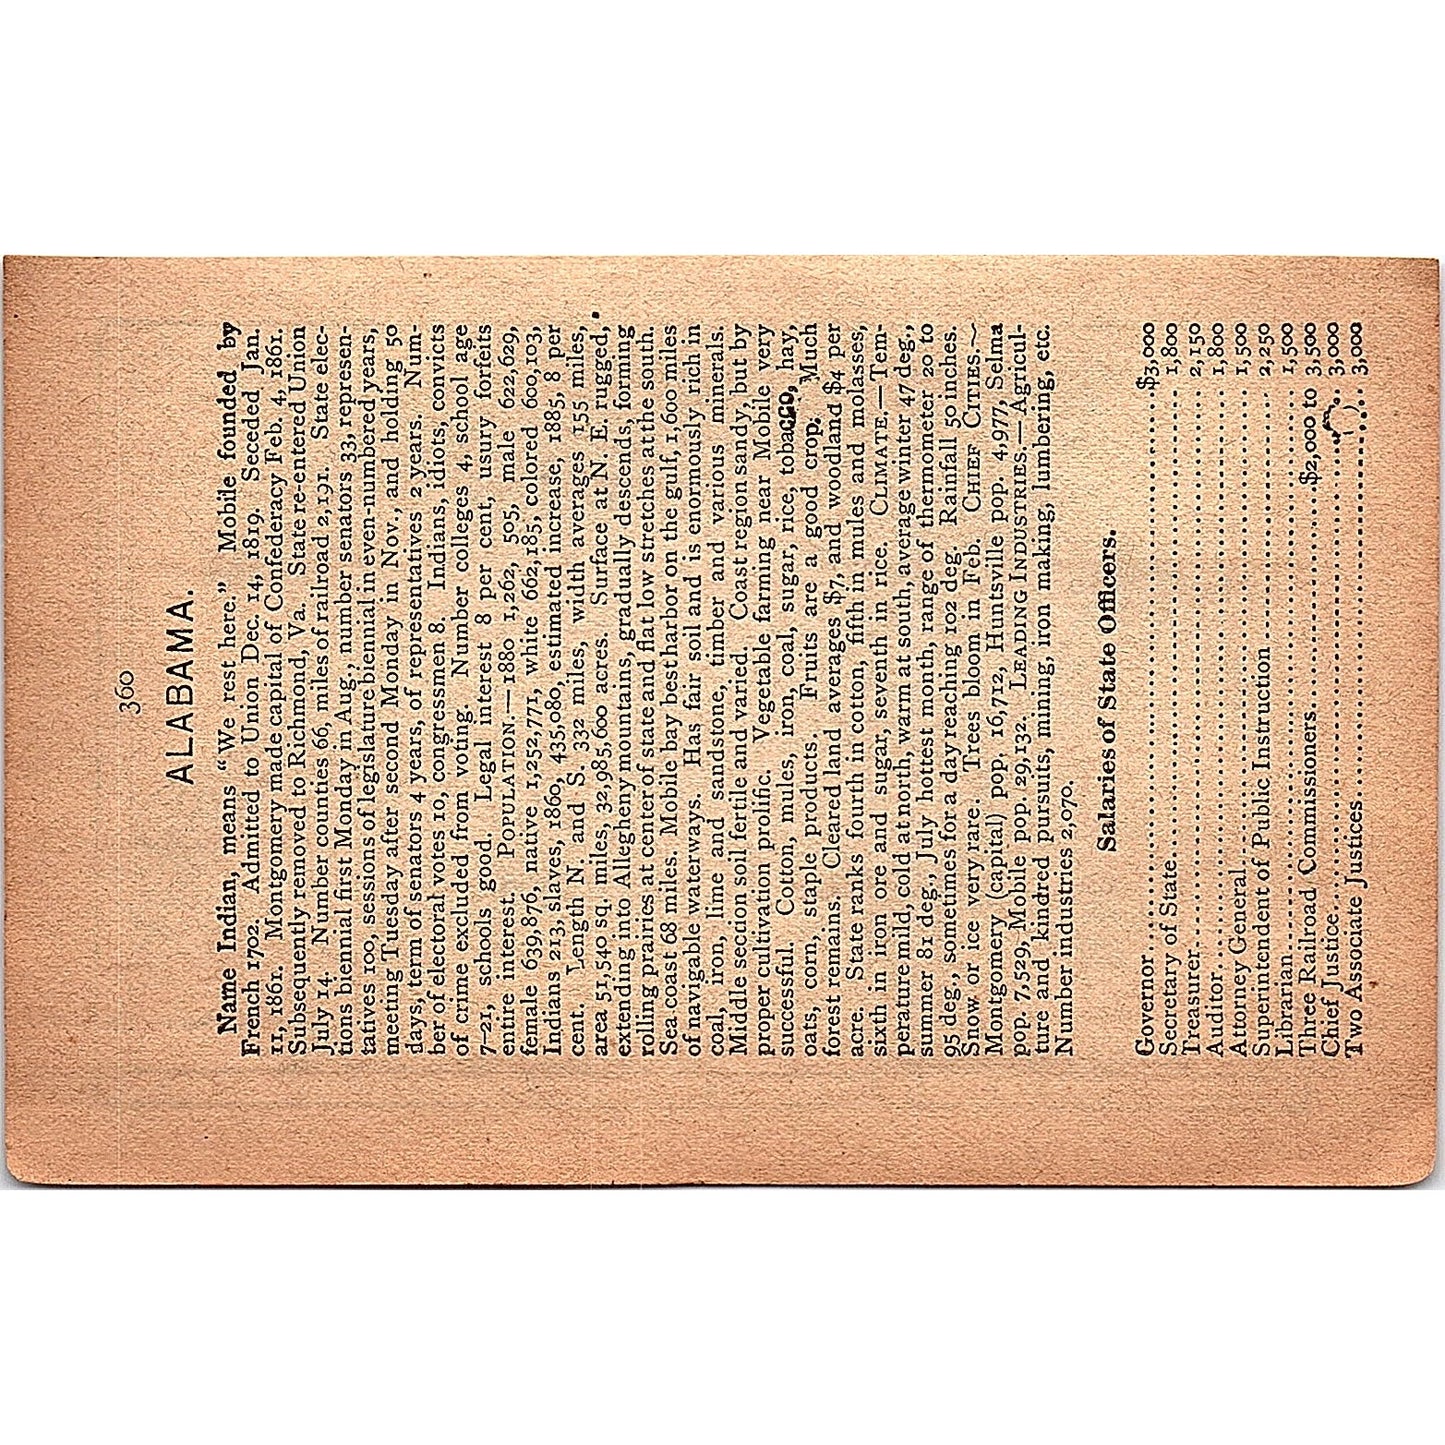 360
ALABAMA.
Name Indian, means "We rest here." Mobile founded by
French 1702. Admitted to Union Dec. 14, 1819. Seceded Jan.
11, 1861. Montgomery made capital of Confederacy Feb. 4, 1861.
Subsequently removed to Richmond, Va. State re-entered Union
July 14. Number counties 66, miles of railroad 2,191. State elec-
tions biennial first Monday in Aug., number senators 33, represen-
tatives 100, sessions of legislature biennial in even-numbered years,
meeting Tuesday after second Monday in Nov., and holding 50
days, term of senators 4 years, of representatives 2 years. Num-
ber of electoral votes 10, congressmen 8. Indians, idiots, convicts
of crime excluded from voting. Number colleges 4, school age
7-21, schools good. Legal interest 8 per cent, usury forfeits
entire interest. POPULATION.—1880 1,262, 505, male 622,629,
female 639,876, native 1,252,771, white 662,185, colored 600,103,
Indians 213, slaves, 1860, 435,080, estimated increase, 1885, 8 per
cent. Length N. and S. 332 miles, width averages 155 miles,
area 51,540 sq. miles, 32,985,600 acres. Surface at N. E. rugged,
extending into Allegheny mountains, gradually descends, forming
rolling prairies at center of state and flat low stretches at the south.
Sea coast 68 miles. Mobile bay best harbor on the gulf, 1,600 miles
of navigable waterways. Has fair soil and is enormously rich in
coal, iron, lime and sandstone, timber and various minerals.
Middle section soil fertile and varied. Coast region sandy, but by
proper cultivation prolific. Vegetable farming near Mobile very
successful. Cotton, mules, iron, coal, sugar, rice, tobacco, hay,
oats, corn, staple products. Fruits are a good crop. Much
forest remains. Cleared land averages $7, and woodland $4 per
acre. State ranks fourth in cotton, fifth in mules and molasses,
sixth in iron ore and sugar, seventh in rice. CLIMATE.—Tem-
perature mild, cold at north, warm at south, average winter 47 deg.,
summer 81 deg., July hottest month, range of thermometer 20 to
95 deg., sometimes for a day reaching 102 deg. Rainfall 50 inches.
Snow or ice very rare. Trees bloom in Feb. CHIEF CITIES.—
Montgomery (capital) pop. 16,712, Huntsville pop. 4,977, Selma
pop. 7,529, Mobile pop. 29,132. LEADING INDUSTRIES.—Agricul-
ture and kindred pursuits, mining, iron making, lumbering, etc.
Number industries 2,070.
Salaries of State Officers.
Governor.....$3,000
Secretary of State.....1,800
Treasurer.....2,150
Auditor.....1,800
Attorney General.....1,500
Superintendent of Public Instruction.....2,250
Librarian.....1,500
Three Railroad Commissioners.....$2,000 to 3,500
Chief Justice.....3,000
Two Associate Justices.....3,000